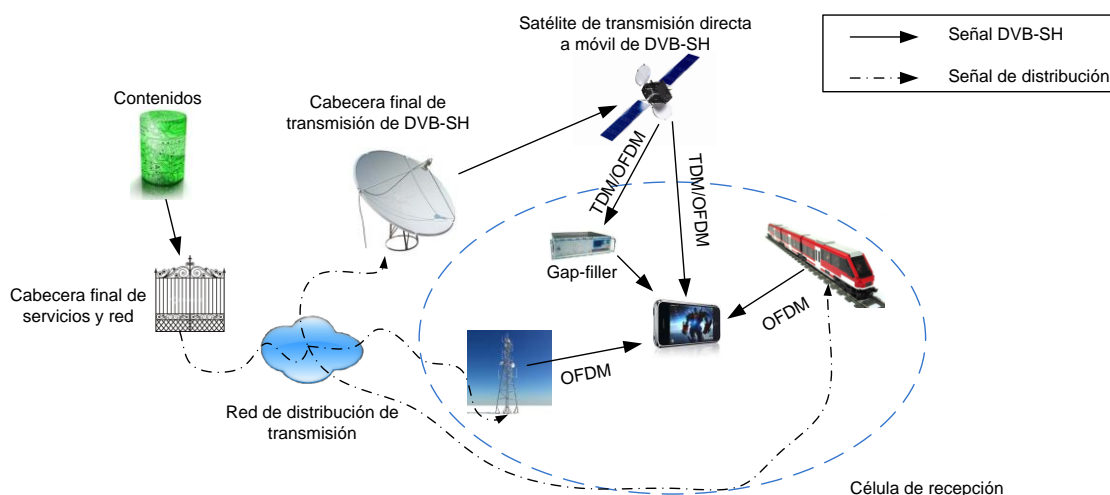 Satélite de transmisión directa
a móvil de DVB-SH
Señal DVB-SH
Señal de distribución
Contenidos
Cabecera final de
transmisión de DVB-SH
TDM/OFDM
TDM/OFDM
Gap-filler
Cabecera final de
servicios y red
OFDM
OFDM
Red de distribución de
transmisión
Célula de recepción